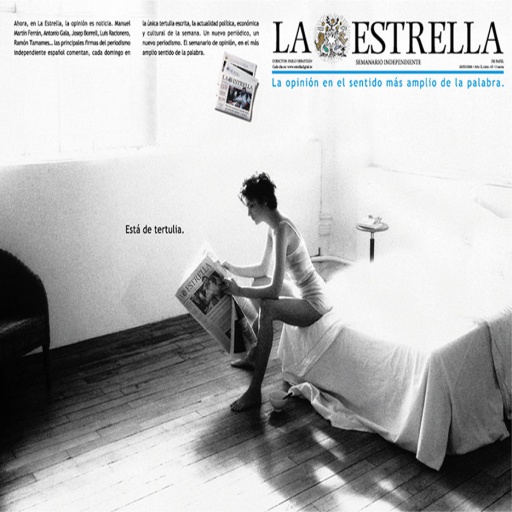 Ahora, en La Estrella, la opinión es noticia. Manuel
Martín Ferrán, Antonio Gala, Josep Borrell, Luis Racionero,
Ramón Tamames... las principales firmas del periodismo
independiente español comentan, cada domingo en
la única tertulia escrita, la actualidad política, económica
y cultural de la semana. Un nuevo periódico, un
nuevo periodismo. El semanario de opinión, en el más
amplio sentido de la palabra.
LA ESTRELLA
SEMANARIO INDEPENDIENTE
La opinión en el sentido más amplio de la palabra.
Está de tertulia.
LA ESTRELLA